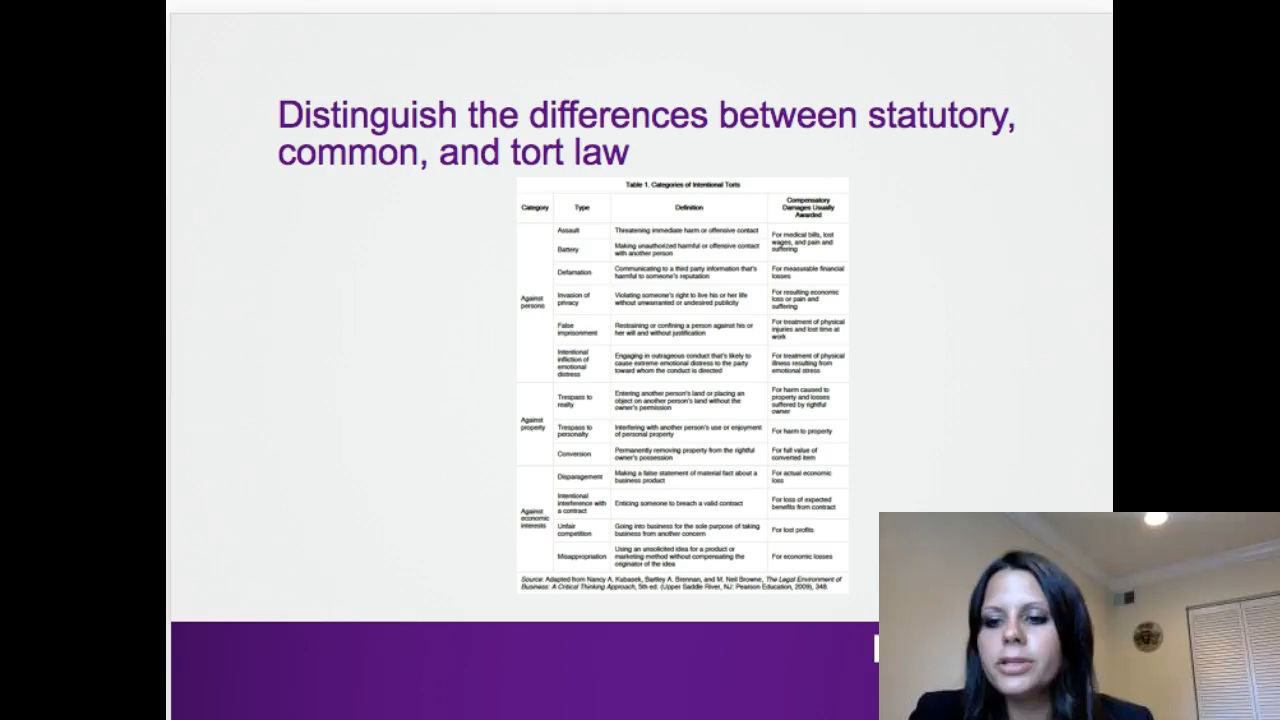 Distinguish the differences between statutory,
common, and tort law
Table 1. Categories of Intentional Torts
Category
Type
Definition
Compensatory
Damages Usually
Awarded
Against
persons
Assault
Threatening immediate harm or offensive contact
For medical bills, lost
wages, and pain and
suffering
Battery
Making unauthorized harmful or offensive contact
with another person
Defamation
Communicating to a third party information that's
harmful to someone's reputation
For measurable financial
losses
Invasion of
privacy
Violating someone's right to live his or her life
without unwarranted or undesired publicity
For resulting economic
loss or pain and
suffering
False
imprisonment
Restraining or confining a person against his or
her will and without justification
For treatment of physical
injuries and lost time at
work
Intentional
infliction of
emotional
distress
Engaging in outrageous conduct that's likely to
cause extreme emotional distress to the party
toward whom the conduct is directed
For treatment of physical
illness resulting from
emotional stress
Against
property
Trespass to
realty
Entering another person's land or placing an
object on another person's land without the
owner's permission
For harm caused to
property and losses
suffered by rightful
owner
Trespass to
personalty
Interfering with another person's use or enjoyment
of personal property
For harm to property
Conversion
Permanently removing property from the rightful
owner's possession
For full value of
converted item
Against
economic
interests
Disparagement
Making a false statement of material fact about a
business product
For actual economic
loss
Intentional
interference with
a contract
Enticing someone to breach a valid contract
For loss of expected
benefits from contract
Unfair
competition
Going into business for the sole purpose of taking
business from another concern
For lost profits
Misappropriation
Using an unsolicited idea for a product or
marketing method without compensating the
originator of the idea
For economic losses
Source: Adapted from Nancy A. Kubasek, Bartley A. Brennan, and M. Neil Browne, The Legal Environment of
Business: A Critical Thinking Approach, 5th ed. (Upper Saddle River, NJ: Pearson Education, 2009), 348.